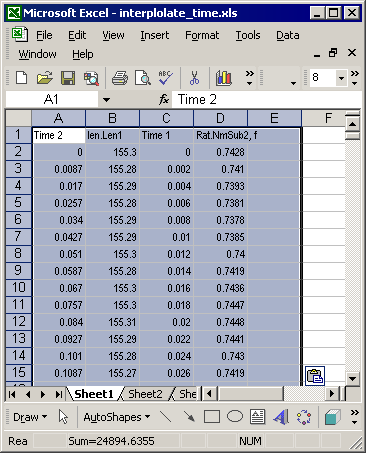 Microsoft Excel - interplolate_time.xls
File Edit View Insert Format Tools Data
Window Help
8
A1 fx Time 2
A B C D E F
1 Time 2 len.Len1 Time 1 Rat.NmSub2, f
2 0 155.3 0 0.7428
3 0.0087 155.28 0.002 0.741
4 0.017 155.29 0.004 0.7393
5 0.0257 155.28 0.006 0.7381
6 0.034 155.29 0.008 0.7378
7 0.0427 155.29 0.01 0.7385
8 0.051 155.3 0.012 0.74
9 0.0587 155.28 0.014 0.7419
10 0.067 155.3 0.016 0.7436
11 0.0757 155.3 0.018 0.7447
12 0.084 155.31 0.02 0.7448
13 0.0927 155.29 0.022 0.7441
14 0.101 155.28 0.024 0.743
15 0.1087 155.27 0.026 0.7419
Sheet1 Sheet2 She
Draw AutoShapes
Rea Sum=24894.6355 NUM